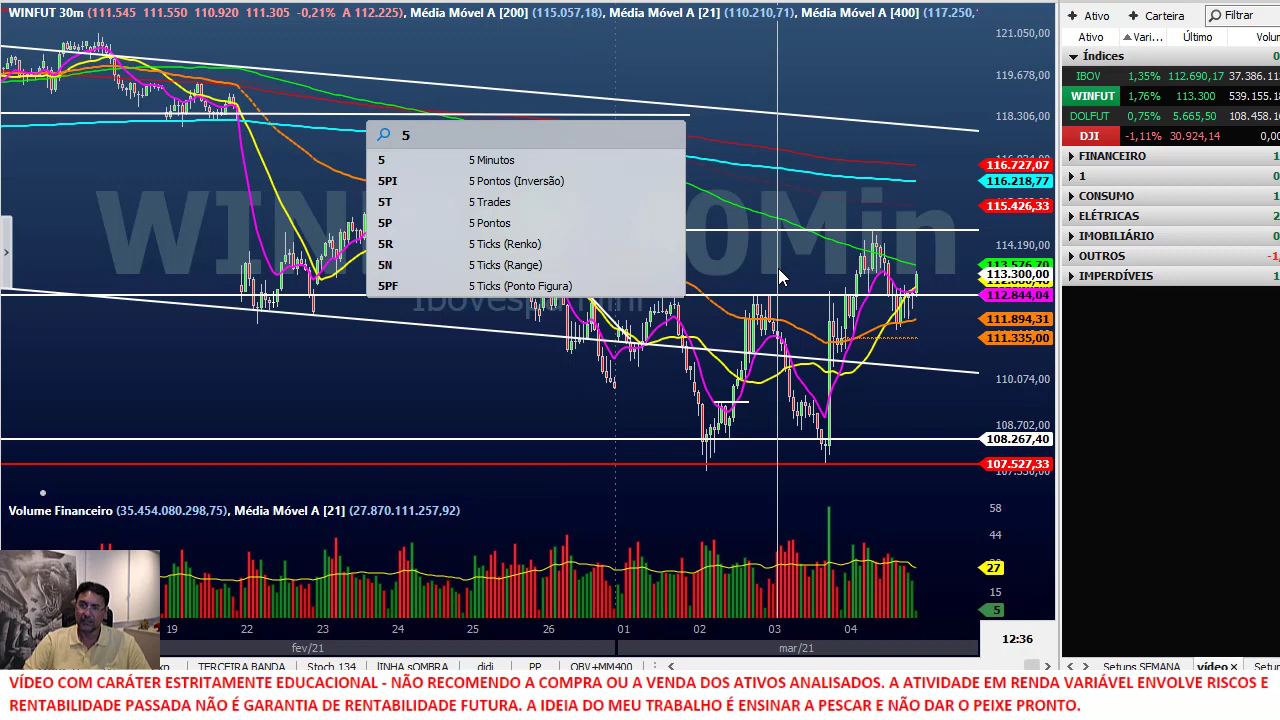 WINFUT 30m (111.545 111.550 110.920 111.305 -0,21% A 112.225), Média Móvel A [200] (115.057,18), Média Móvel A [21] (110.210,71), Média Móvel A [400] (117.250,
121.050,00
119.678,00
118.306,00
116.727,07
116.218,77
115.426,33
114.190,00
113.576,70
113.300,00
112.844,04
111.894,31
111.335,00
110.074,00
108.702,00
108.267,40
107.527,33
5
5 5 Minutos
5PI 5 Pontos (Inversão)
5T 5 Trades
5P 5 Pontos
5R 5 Ticks (Renko)
5N 5 Ticks (Range)
5PF 5 Ticks (Ponto Figura)
Volume Financeiro (35.454.080.298,75), Média Móvel A [21] (27.870.111.257,92)
58
44
27
15
5
19 22 23 24 25 26 01 02 03 04
fev/21 mar/21
12:36
TERCEIRA BANDA Stoch 134 lINHA sOMBRA didi PP OBV+MM400
Ativo Carteira Filtrar
Ativo Vari... Último Volum
Índices 0
IBOV 1,35% 112.690,17 37.386.11
WINFUT 1,76% 113.300 539.155.18
DOLFUT 0,75% 5.665,50 108.458.16
DJI -1,11% 30.924,14 0,00
FINANCEIRO 1
1 0
CONSUMO 0
ELÉTRICAS 0
IMOBILIÁRIO 0
OUTROS -1,
IMPERDÍVEIS 1
Setups SEMANA vídeo Setu
VÍDEO COM CARÁTER ESTRITAMENTE EDUCACIONAL - NÃO RECOMENDO A COMPRA OU A VENDA DOS ATIVOS ANALISADOS. A ATIVIDADE EM RENDA VARIÁVEL ENVOLVE RISCOS E
RENTABILIDADE PASSADA NÃO É GARANTIA DE RENTABILIDADE FUTURA. A IDEIA DO MEU TRABALHO É ENSINAR A PESCAR E NÃO DAR O PEIXE PRONTO.